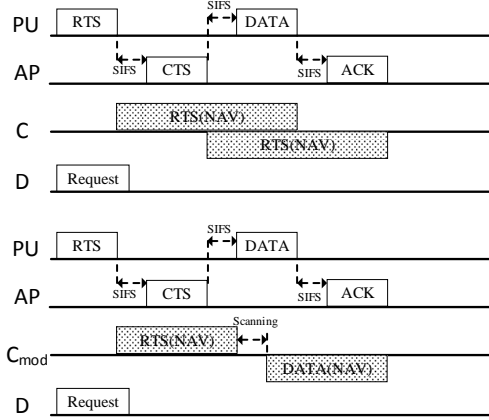 SIFS
PU RTS DATA
SIFS SIFS
AP CTS ACK
C RTS(NAV)
RTS(NAV)
D Request
SIFS
PU RTS DATA
SIFS SIFS
AP CTS ACK
Scanning
Cmod RTS(NAV)
DATA(NAV)
D Request